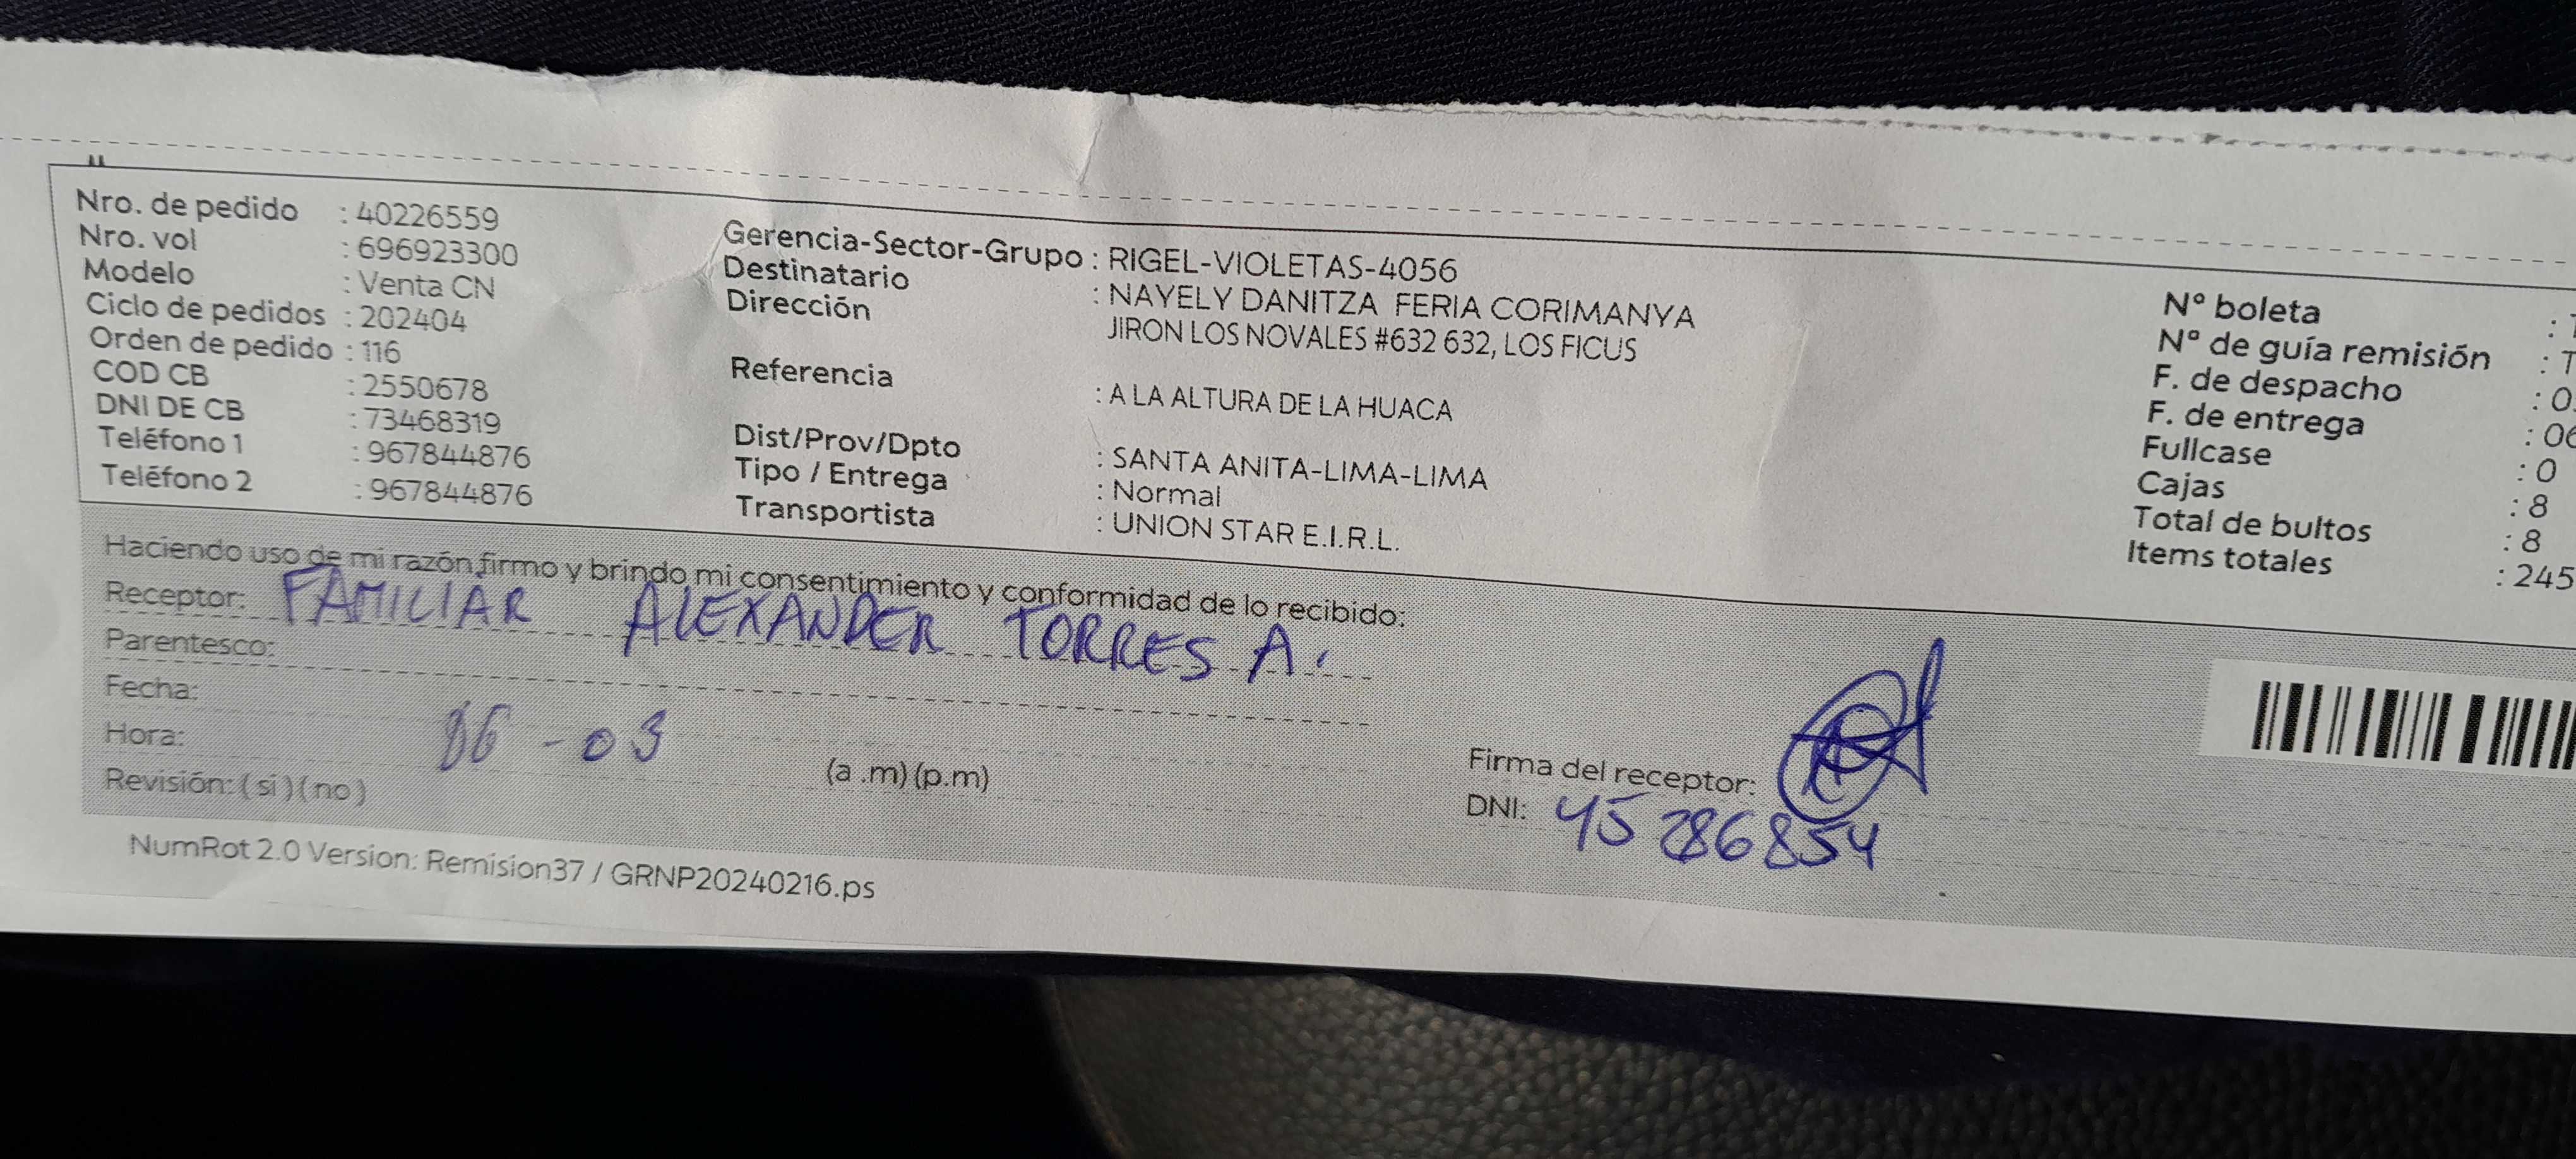 Nro. de pedido : 40226559
Nro. vol : 696923300
Modelo : Venta CN
Ciclo de pedidos : 202404
Orden de pedido : 116
COD CB : 2550678
DNI DE CB : 73468319
Teléfono 1 : 967844876
Teléfono 2 : 967844876
Gerencia-Sector-Grupo : RIGEL-VIOLETAS-4056
Destinatario : NAYELY DANITZA FERIA CORIMANYA
Dirección JIRON LOS NOVALES #632 632, LOS FICUS
Referencia : A LA ALTURA DE LA HUACA
Dist/Prov/Dpto : SANTA ANITA-LIMA-LIMA
Tipo / Entrega : Normal
Transportista : UNION STAR E.I.R.L.
N° boleta :
N° de guía remisión : T
F. de despacho : 0
F. de entrega : 06
Fullcase : 0
Cajas : 8
Total de bultos : 8
Items totales : 245
Haciendo uso de mi razón firmo y brindo mi consentimiento y conformidad de lo recibido:
Receptor: FAMILIAR ALEXANDER TORRES A.
Parentesco:
Fecha: 06 - 03
Hora: (a .m) (p.m)
Revisión: ( si ) ( no )
Firma del receptor:
DNI: 45286854
NumRot 2.0 Version: Remision37 / GRNP20240216.ps